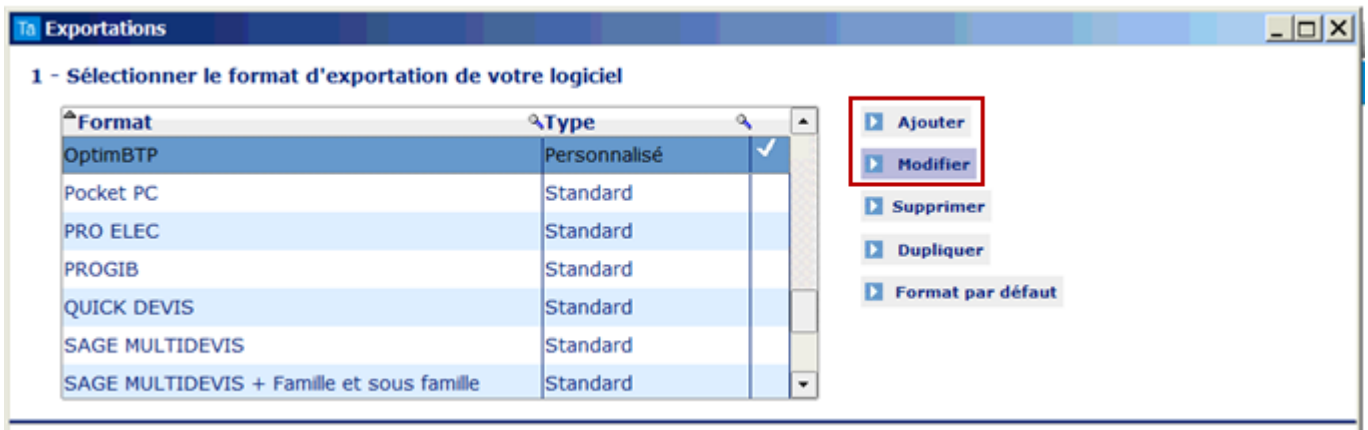 Ta Exportations
1 - Sélectionner le format d'exportation de votre logiciel
Format Type
OptimBTP Personnalisé
Pocket PC Standard
PRO ELEC Standard
PROGIB Standard
QUICK DEVIS Standard
SAGE MULTIDEVIS Standard
SAGE MULTIDEVIS + Famille et sous famille Standard
Ajouter
Modifier
Supprimer
Dupliquer
Format par défaut